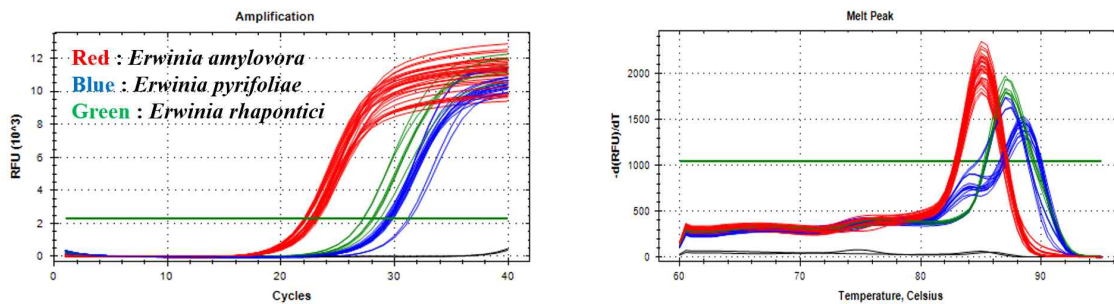 Amplification
Red : Erwinia amylovora
Blue : Erwinia pyrifoliae
Green : Erwinia rhapontici
RFU (10^3)
12
10
8
6
4
2
0
0 10 20 30 40
Cycles
Melt Peak
-d(RFU)/dT
2000
1500
1000
500
0
60 70 80 90
Temperature, Celsius